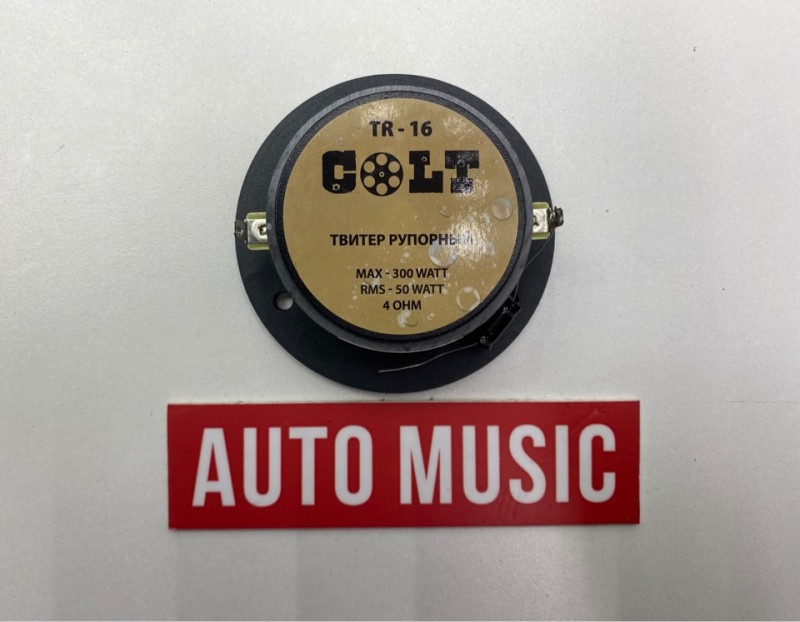 TR - 16
COLT
ТВИТЕР РУПОРНЫЙ
MAX - 300 WATT
RMS - 50 WATT
4 OHM
AUTO MUSIC